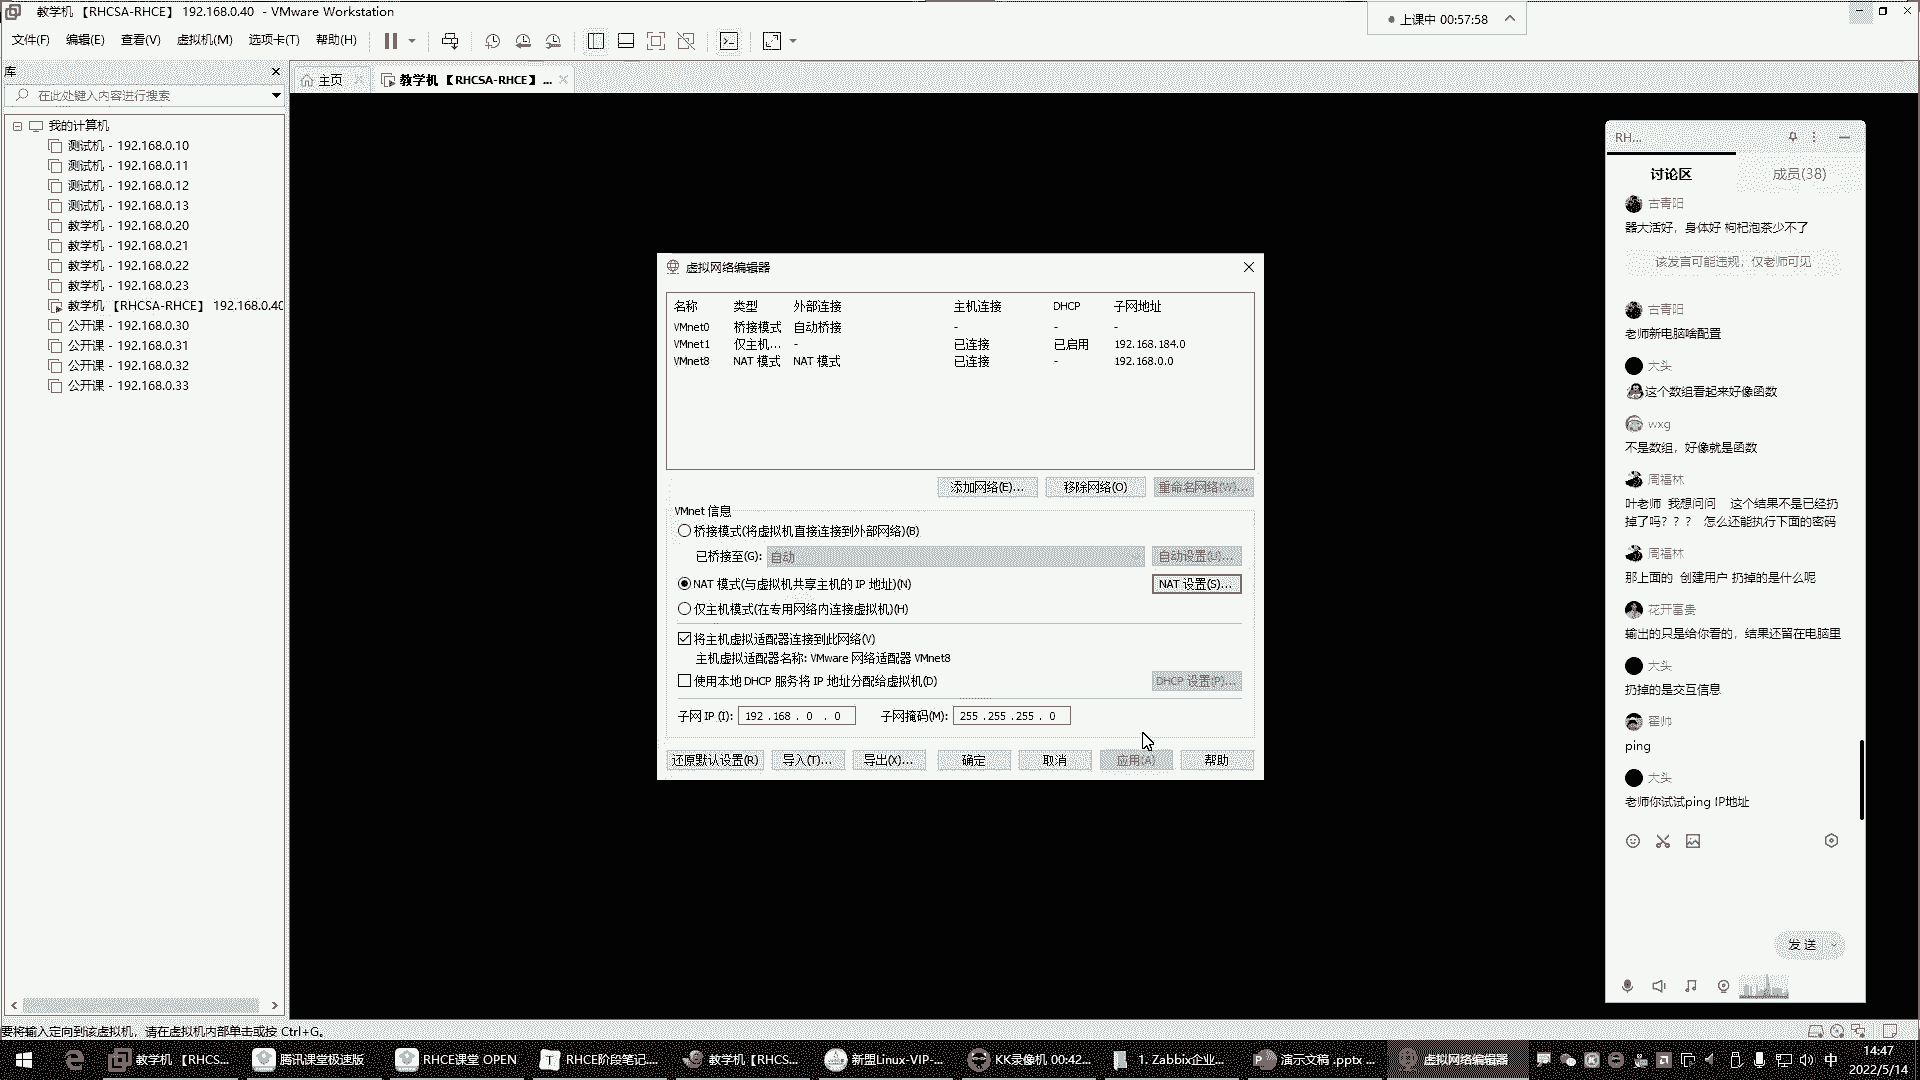 教学机 【RHCSA-RHCE】 192.168.0.40 - VMware Workstation
上课中 00:57:58
文件(F) 编辑(E) 查看(V) 虚拟机(M) 选项卡(T) 帮助(H)
库
在此处键入内容进行搜索
主页
教学机 【RHCSA-RHCE】 ...
我的计算机
测试机 - 192.168.0.10
测试机 - 192.168.0.11
测试机 - 192.168.0.12
测试机 - 192.168.0.13
教学机 - 192.168.0.20
教学机 - 192.168.0.21
教学机 - 192.168.0.22
教学机 - 192.168.0.23
教学机 【RHCSA-RHCE】 192.168.0.40
公开课 - 192.168.0.30
公开课 - 192.168.0.31
公开课 - 192.168.0.32
公开课 - 192.168.0.33
虚拟网络编辑器
名称 类型 外部连接 主机连接 DHCP 子网地址
VMnet0 桥接模式 自动桥接 - - -
VMnet1 仅主机... - 已连接 已启用 192.168.184.0
VMnet8 NAT 模式 NAT 模式 已连接 - 192.168.0.0
添加网络(E)... 移除网络(O) 重命名网络(W)...
VMnet 信息
桥接模式(将虚拟机直接连接到外部网络)(B)
已桥接至(G): 自动 自动设置(U)...
NAT 模式(与虚拟机共享主机的 IP 地址)(N) NAT 设置(S)...
仅主机模式(在专用网络内连接虚拟机)(H)
将主机虚拟适配器连接到此网络(V)
主机虚拟适配器名称: VMware 网络适配器 VMnet8
使用本地 DHCP 服务将 IP 地址分配给虚拟机(D) DHCP 设置(P)...
子网 IP (I): 192 . 168 . 0 . 0 子网掩码(M): 255 . 255 . 255 . 0
还原默认设置(R) 导入(T)... 导出(X)... 确定 取消 应用(A) 帮助
RH...
讨论区 成员(38)
古青阳
器大活好，身体好 枸杞泡茶少不了
该发言可能违规，仅老师可见
古青阳
老师新电脑啥配置
大头
这个数组看起来好像函数
wxg
不是数组，好像就是函数
周福林
叶老师 我想问问 这个结果不是已经扔
掉了吗？？？ 怎么还能执行下面的密码
周福林
那上面的 创建用户 扔掉的是什么呢
花开富贵
输出的只是给你看的，结果还留在电脑里
大头
扔掉的是交互信息
翟帅
ping
大头
老师你试试ping IP地址
发送
要将输入定向到该虚拟机，请在虚拟机内部单击或按 Ctrl+G。
教学机 【RHCS... 腾讯课堂极速版 RHCE课堂 OPEN RHCE阶段笔记.... 教学机【RHCS... 新盟Linux-VIP-... KK录像机 00:42... 1. Zabbix企业... 演示文稿 .pptx ... 虚拟网络编辑器 中
14:47
2022/5/14